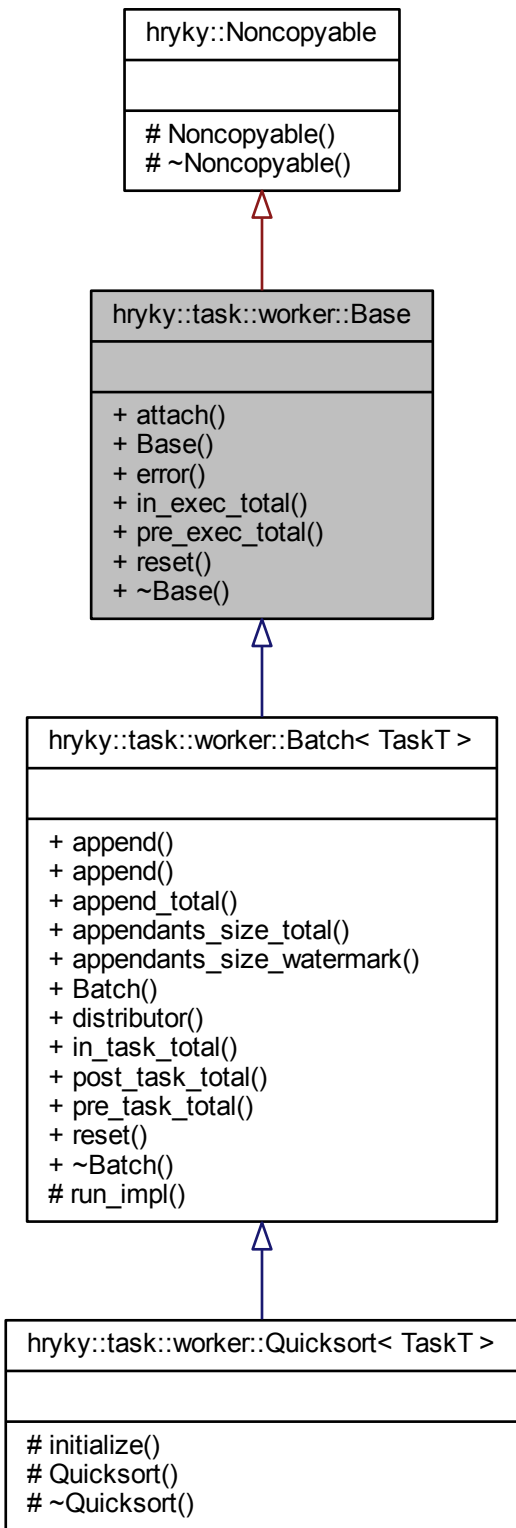 hryky::Noncopyable
# Noncopyable()
# ~Noncopyable()
hryky::task::worker::Base
+ attach()
+ Base()
+ error()
+ in_exec_total()
+ pre_exec_total()
+ reset()
+ ~Base()
hryky::task::worker::Batch< TaskT >
+ append()
+ append()
+ append_total()
+ appendants_size_total()
+ appendants_size_watermark()
+ Batch()
+ distributor()
+ in_task_total()
+ post_task_total()
+ pre_task_total()
+ reset()
+ ~Batch()
# run_impl()
hryky::task::worker::Quicksort< TaskT >
# initialize()
# Quicksort()
# ~Quicksort()